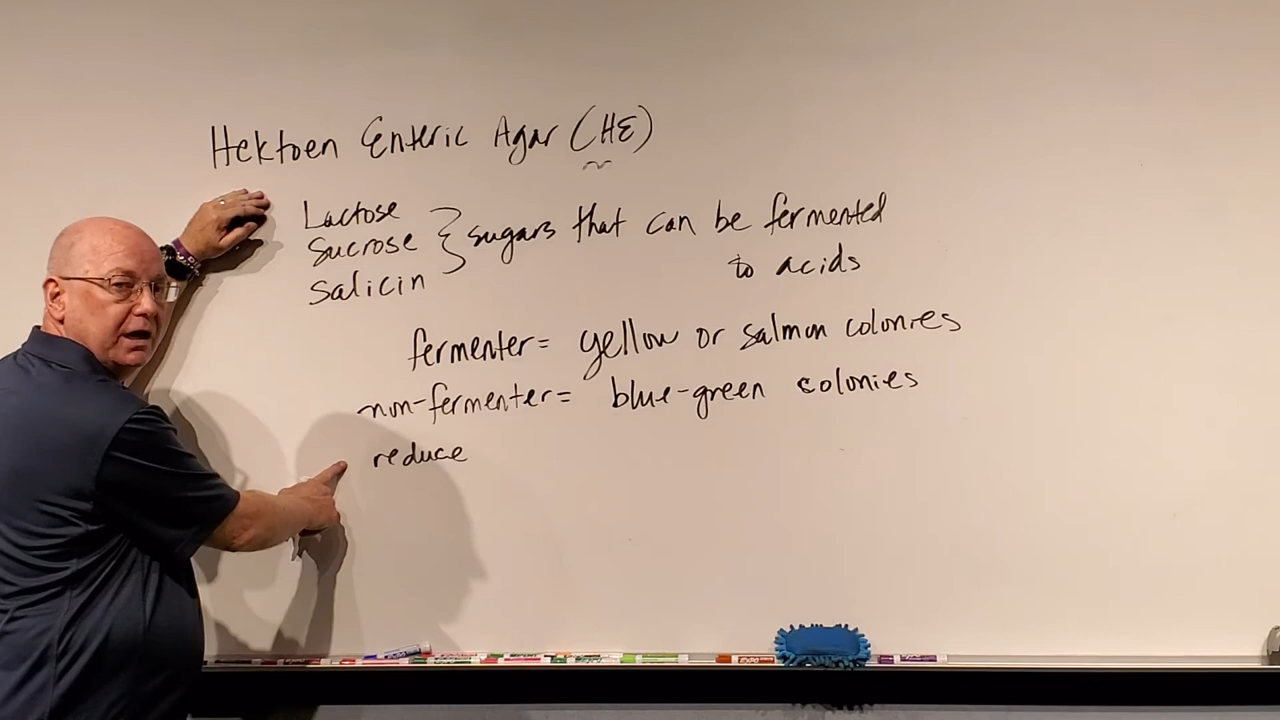 Hektoen Enteric Agar (HE)
Lactose
Sucrose } sugars that can be fermented
Salicin
to acids
fermenter = yellow or salmon colonies
non-fermenter = blue-green colonies
reduce